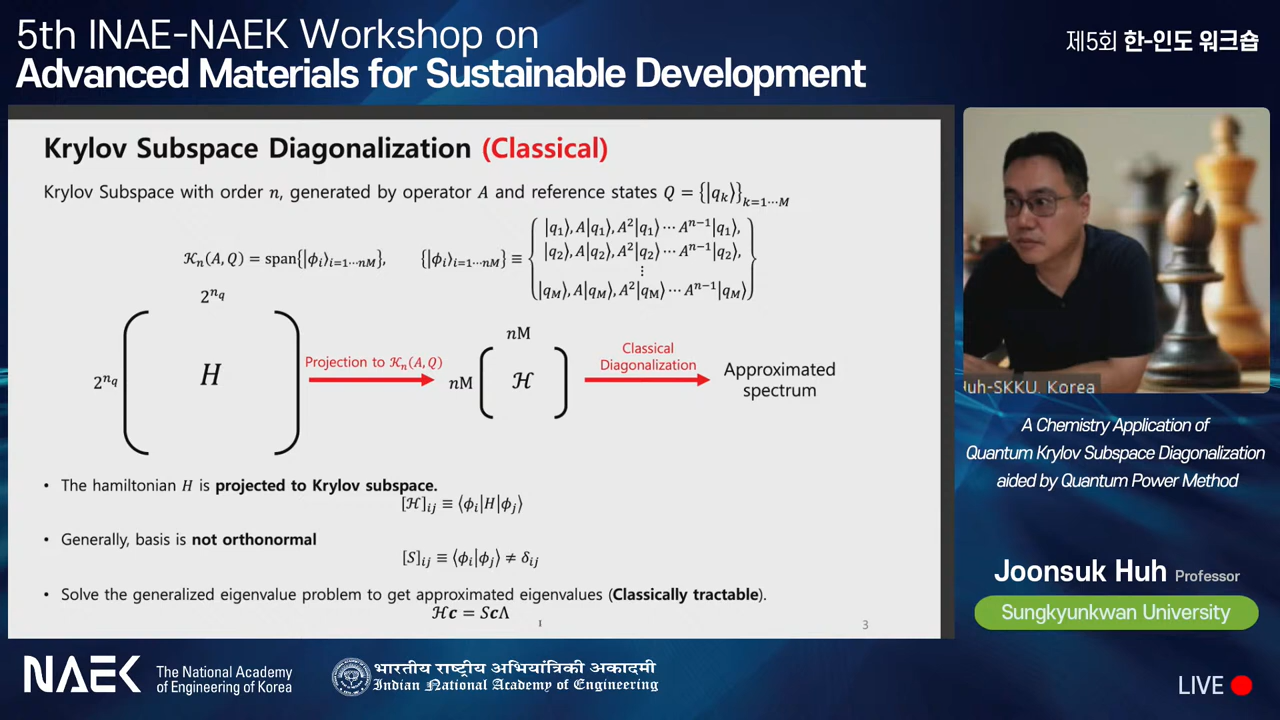 5th INAE-NAEK Workshop on
Advanced Materials for Sustainable Development
제5회 한-인도 워크숍
Krylov Subspace Diagonalization (Classical)
Krylov Subspace with order n, generated by operator A and reference states Q = {|q_k⟩}_{k=1⋯M}
𝒦_n(A, Q) = span{|ϕ_i⟩_{i=1⋯nM}}, {|ϕ_i⟩_{i=1⋯nM}} ≡
|q_1⟩, A|q_1⟩, A²|q_1⟩ ⋯ A^{n−1}|q_1⟩,
|q_2⟩, A|q_2⟩, A²|q_2⟩ ⋯ A^{n−1}|q_2⟩,
⋮
|q_M⟩, A|q_M⟩, A²|q_M⟩ ⋯ A^{n−1}|q_M⟩
2^{n_q}
2^{n_q}
H
Projection to 𝒦_n(A, Q)
nM
nM
ℋ
Classical
Diagonalization
Approximated
spectrum
• The hamiltonian H is projected to Krylov subspace.
[ℋ]_{ij} ≡ ⟨ϕ_i|H|ϕ_j⟩
• Generally, basis is not orthonormal
[S]_{ij} ≡ ⟨ϕ_i|ϕ_j⟩ ≠ δ_{ij}
• Solve the generalized eigenvalue problem to get approximated eigenvalues (Classically tractable).
ℋc = ScΛ
3
Huh-SKKU, Korea
A Chemistry Application of
Quantum Krylov Subspace Diagonalization
aided by Quantum Power Method
Joonsuk Huh Professor
Sungkyunkwan University
NAEK
The National Academy
of Engineering of Korea
भारतीय राष्ट्रीय अभियांत्रिकी अकादमी
Indian National Academy of Engineering
LIVE